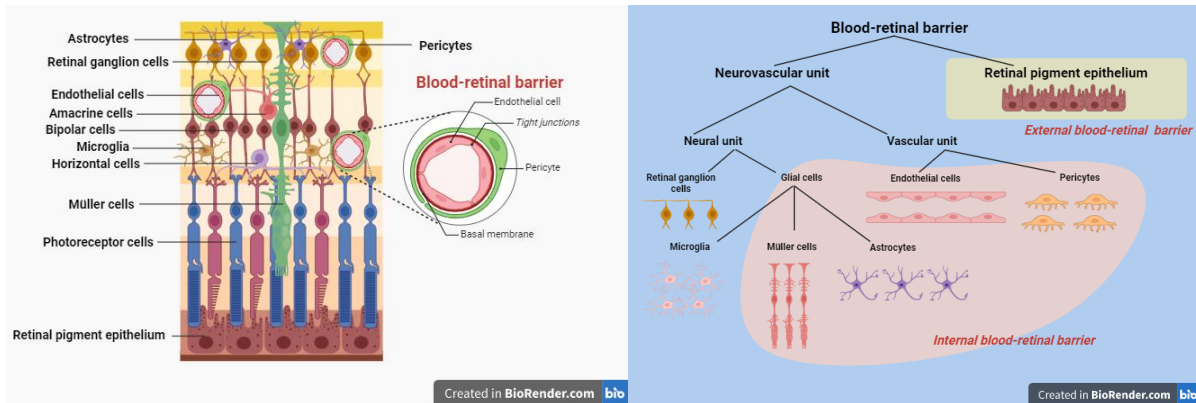 Astrocytes
Retinal ganglion cells
Endothelial cells
Amacrine cells
Bipolar cells
Microglia
Horizontal cells
Müller cells
Photoreceptor cells
Retinal pigment epithelium
Pericytes
Blood-retinal barrier
Endothelial cell
Tight junctions
Pericyte
Basal membrane
Created in BioRender.com bio
Blood-retinal barrier
Neurovascular unit
Retinal pigment epithelium
External blood-retinal barrier
Neural unit
Vascular unit
Retinal ganglion
cells
Glial cells
Endothelial cells
Pericytes
Microglia
Müller cells
Astrocytes
Internal blood-retinal barrier
Created in BioRender.com bio